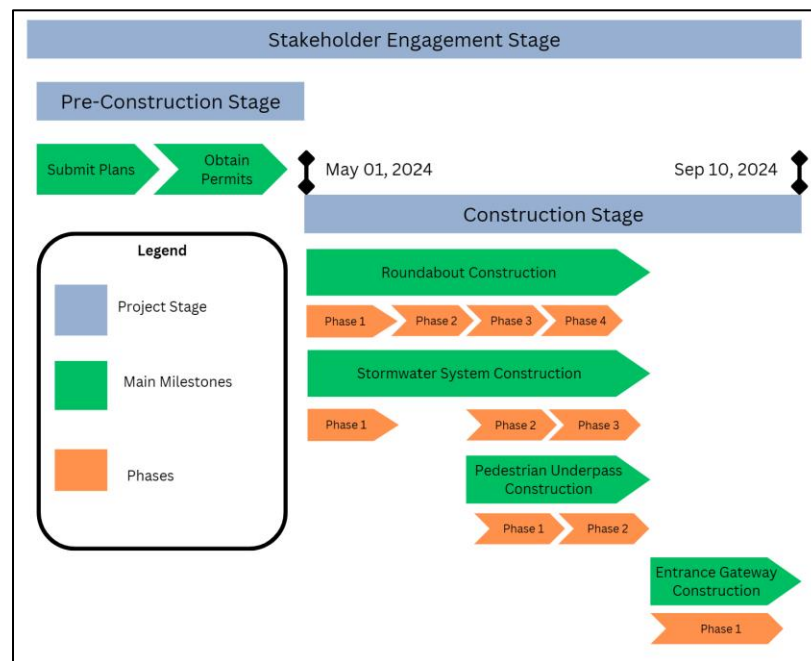 Stakeholder Engagement Stage
Pre-Construction Stage
Submit Plans
Obtain
Permits
May 01, 2024
Sep 10, 2024
Construction Stage
Legend
Project Stage
Main Milestones
Phases
Roundabout Construction
Phase 1
Phase 2
Phase 3
Phase 4
Stormwater System Construction
Phase 1
Phase 2
Phase 3
Pedestrian Underpass
Construction
Phase 1
Phase 2
Entrance Gateway
Construction
Phase 1